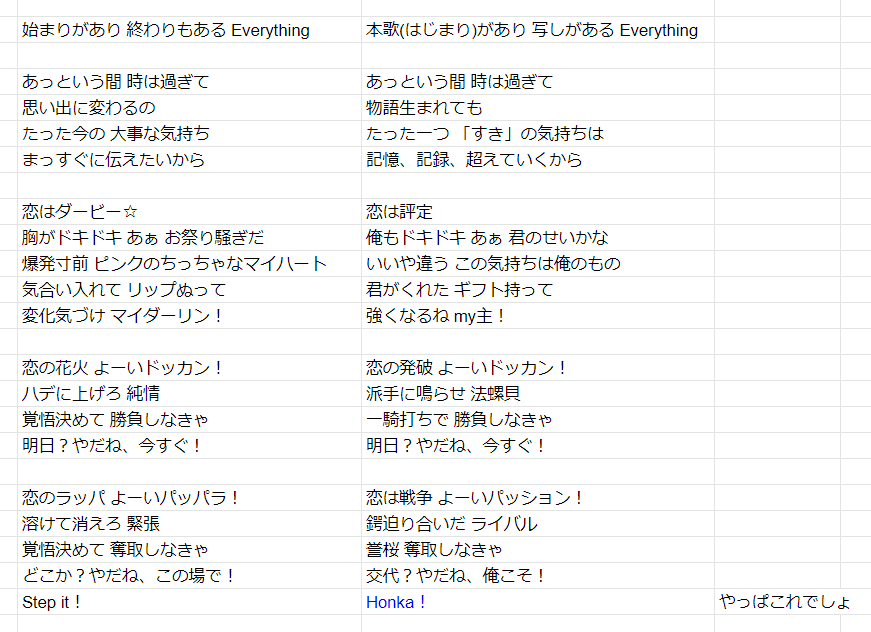 始まりがあり 終わりもある Everything
本歌(はじまり)があり 写しがある Everything
あっという間 時は過ぎて
あっという間 時は過ぎて
思い出に変わるの
物語生まれても
たった今の 大事な気持ち
たった一つ 「すき」の気持ちは
まっすぐに伝えたいから
記憶、記録、超えていくから
恋はダービー☆
恋は評定
胸がドキドキ あぁ お祭り騒ぎだ
俺もドキドキ あぁ 君のせいかな
爆発寸前 ピンクのちっちゃなマイハート
いいや違う この気持ちは俺のもの
気合い入れて リップぬって
君がくれた ギフト持って
変化気づけ マイダーリン！
強くなるね my主！
恋の花火 よーいドッカン！
恋の発破 よーいドッカン！
ハデに上げろ 純情
派手に鳴らせ 法螺貝
覚悟決めて 勝負しなきゃ
一騎打ちで 勝負しなきゃ
明日？やだね、今すぐ！
明日？やだね、今すぐ！
恋のラッパ よーいパッパラ！
恋は戦争 よーいパッション！
溶けて消えろ 緊張
鍔迫り合いだ ライバル
覚悟決めて 奪取しなきゃ
誉桜 奪取しなきゃ
どこか？やだね、この場で！
交代？やだね、俺こそ！
Step it！
Honka！
やっぱこれでしょ